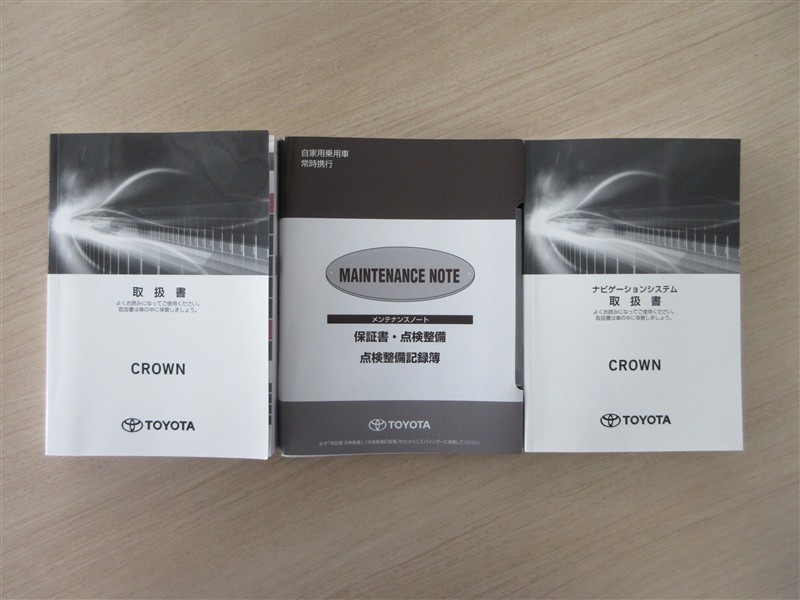 取扱書
よくお読みになってご使用ください。
取扱書は車の中に保管しましょう。
CROWN
TOYOTA
自家用乗用車
常時携行
MAINTENANCE NOTE
メンテナンスノート
保証書・点検整備
点検整備記録簿
TOYOTA
ナビゲーションシステム
取扱書
よくお読みになってご使用ください。
取扱書は車の中に保管しましょう。
CROWN
TOYOTA